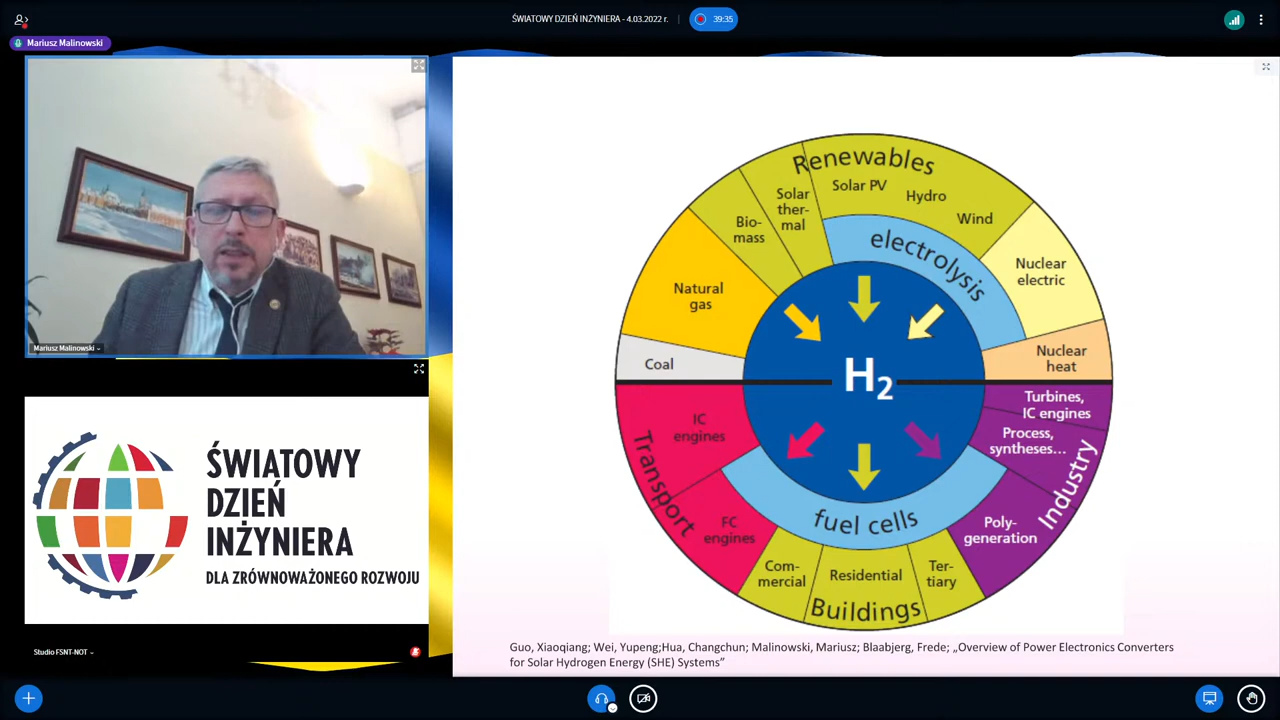 ŚWIATOWY DZIEŃ INŻYNIERA - 4.03.2022 r.
39:35
Mariusz Malinowski
Mariusz Malinowski
ŚWIATOWY
DZIEŃ
INŻYNIERA
DLA ZRÓWNOWAŻONEGO ROZWOJU
Studio FSNT-NOT
Renewables
Solar PV
Hydro
Wind
Solar
ther-
mal
Bio-
mass
electrolysis
Nuclear
electric
Natural
gas
Nuclear
heat
Coal
H2
Turbines,
IC engines
Process,
syntheses...
Industry
Poly-
generation
IC
engines
Transport
FC
engines
fuel cells
Com-
mercial
Residential
Ter-
tiary
Buildings
Guo, Xiaoqiang; Wei, Yupeng;Hua, Changchun; Malinowski, Mariusz; Blaabjerg, Frede; „Overview of Power Electronics Converters
for Solar Hydrogen Energy (SHE) Systems”